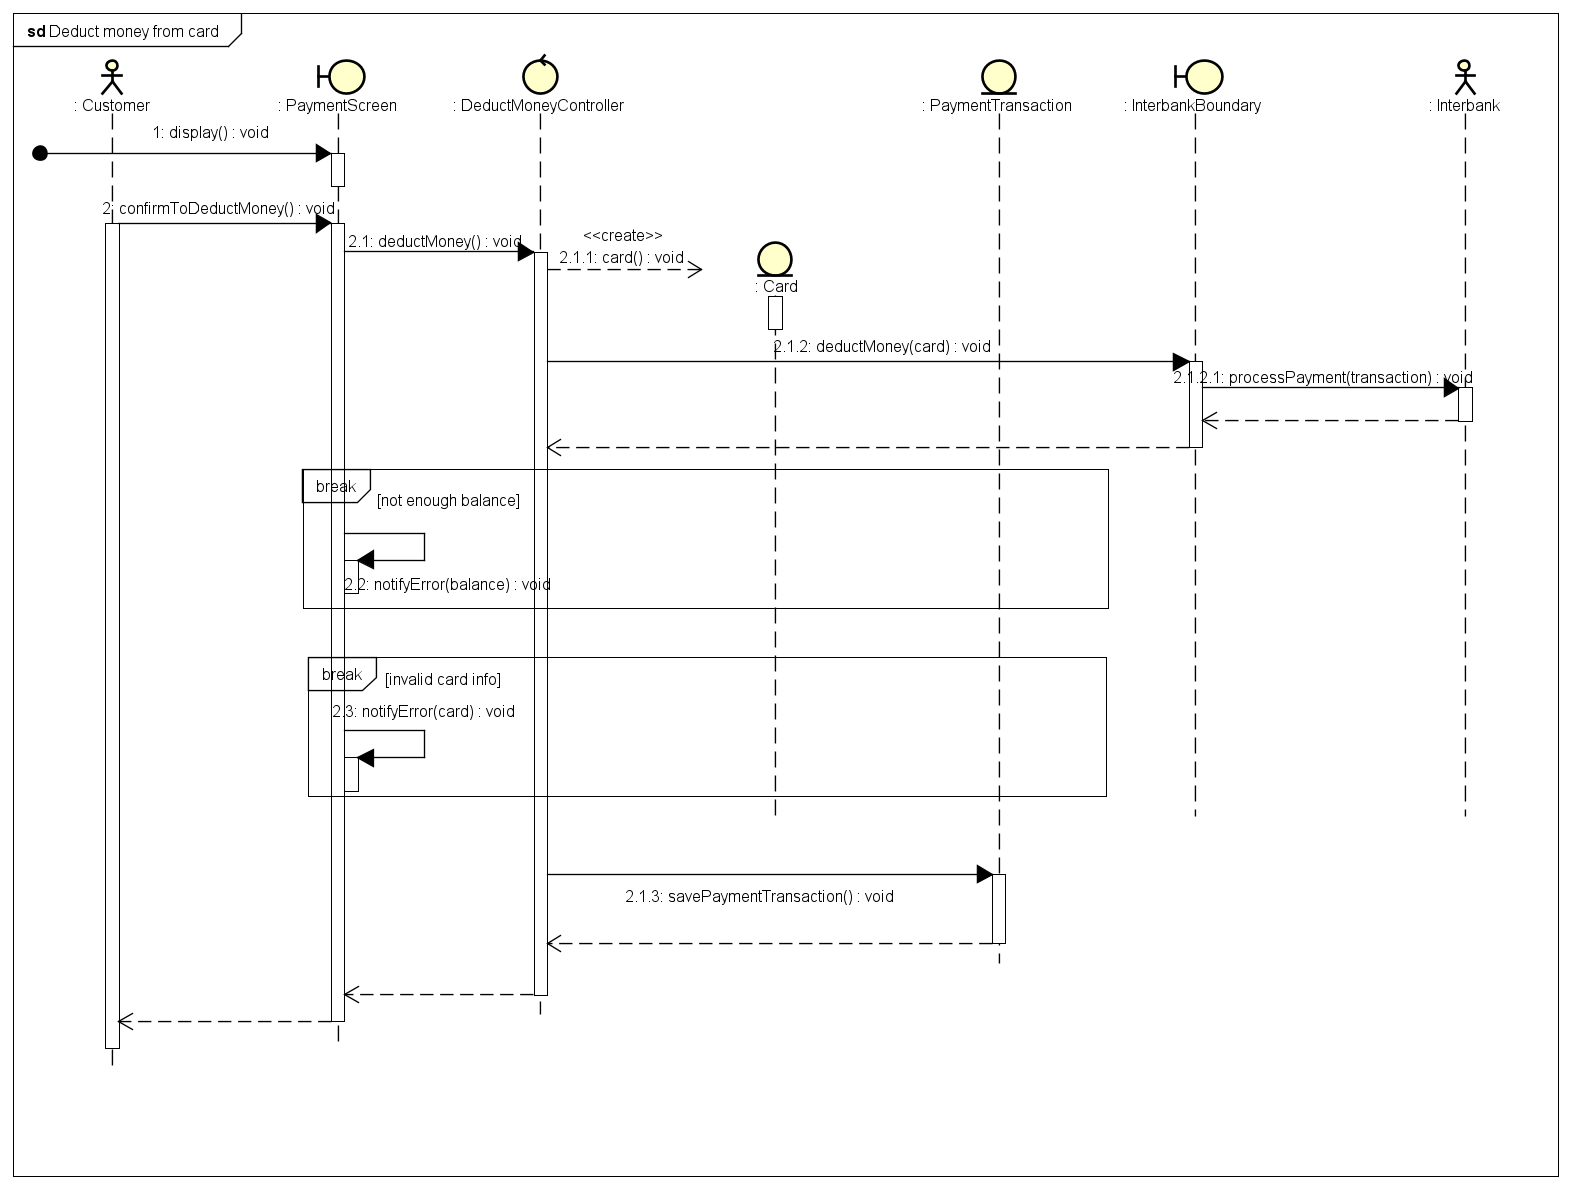 sd Deduct money from card
: Customer
: PaymentScreen
: DeductMoneyController
: PaymentTransaction
: InterbankBoundary
: Interbank
1: display() : void
2: confirmToDeductMoney() : void
2.1: deductMoney() : void
<<create>>
2.1.1: card() : void
: Card
2.1.2: deductMoney(card) : void
2.1.2.1: processPayment(transaction) : void
break
[not enough balance]
2.2: notifyError(balance) : void
break
[invalid card info]
2.3: notifyError(card) : void
2.1.3: savePaymentTransaction() : void